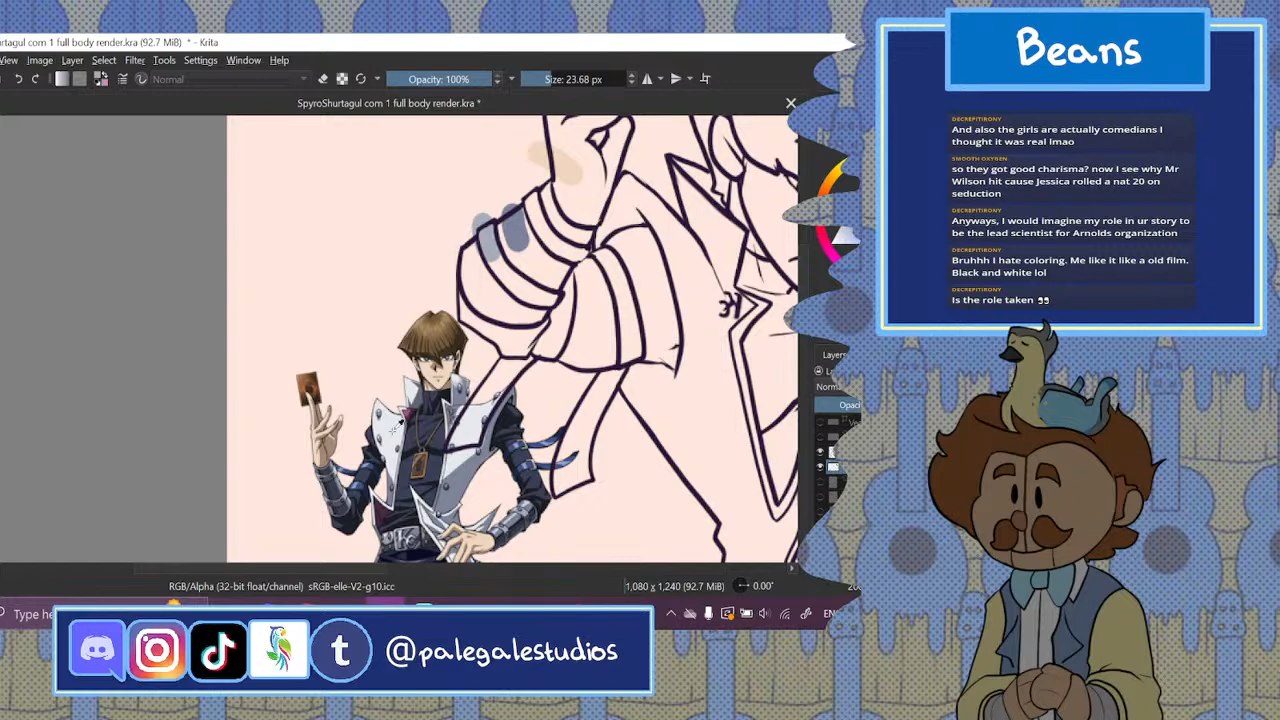 rtagul com 1 full body render.kra (92.7 MiB) * - Krita
View Image Layer Select Filter Tools Settings Window Help
Normal Opacity: 100% Size: 23.68 px
SpyroShurtagul com 1 full body render.kra *
Beans
DECREPITIRONY
And also the girls are actually comedians I
thought it was real lmao
SMOOTH OXYGEN
so they got good charisma? now I see why Mr
Wilson hit cause Jessica rolled a nat 20 on
seduction
DECREPITIRONY
Anyways, I would imagine my role in ur story to
be the lead scientist for Arnolds organization
DECREPITIRONY
Bruhhh I hate coloring. Me like it like a old film.
Black and white lol
DECREPITIRONY
Is the role taken 👀
Layers
Norm
Opac
RGB/Alpha (32-bit float/channel) sRGB-elle-V2-g10.icc
1,080 x 1,240 (92.7 MiB) 0.00°
Type he
EN
t
@palegalestudios